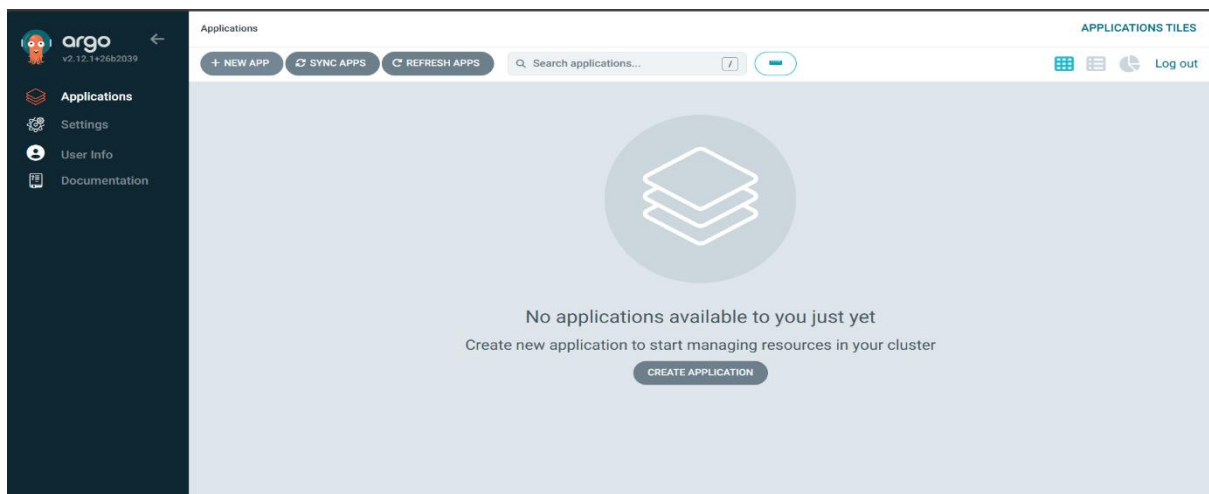 argo
v2.12.1+26b2039
Applications
Settings
User Info
Documentation
Applications
APPLICATIONS TILES
+ NEW APP
SYNC APPS
REFRESH APPS
Search applications...
/
Log out
No applications available to you just yet
Create new application to start managing resources in your cluster
CREATE APPLICATION